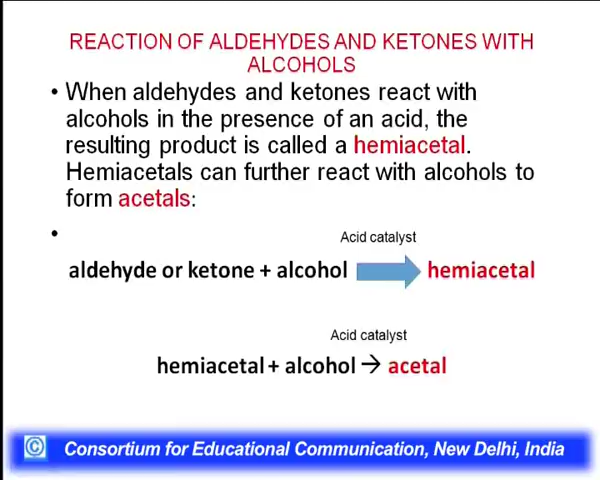 REACTION OF ALDEHYDES AND KETONES WITH
ALCOHOLS
• When aldehydes and ketones react with
alcohols in the presence of an acid, the
resulting product is called a hemiacetal.
Hemiacetals can further react with alcohols to
form acetals:
•
Acid catalyst
aldehyde or ketone + alcohol hemiacetal
Acid catalyst
hemiacetal + alcohol → acetal
© Consortium for Educational Communication, New Delhi, India